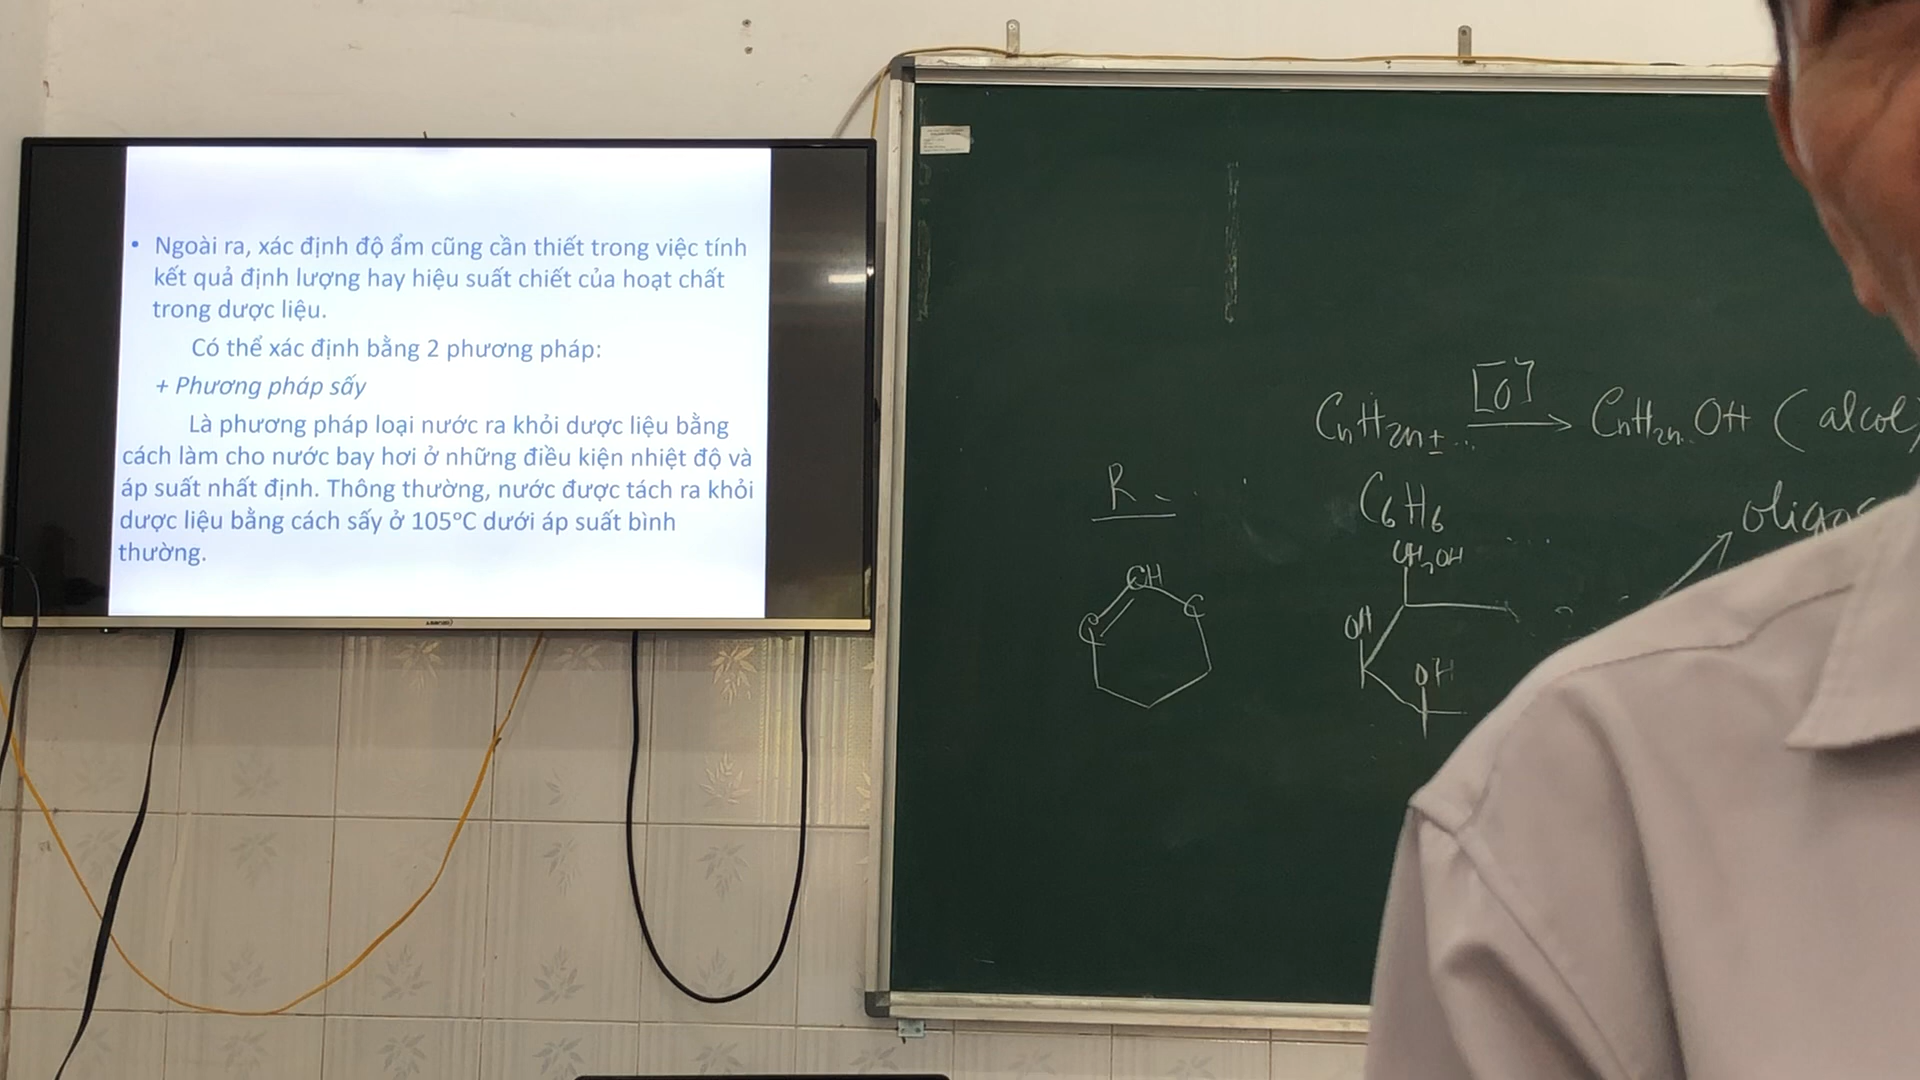 • Ngoài ra, xác định độ ẩm cũng cần thiết trong việc tính
kết quả định lượng hay hiệu suất chiết của hoạt chất
trong dược liệu.
Có thể xác định bằng 2 phương pháp:
+ Phương pháp sấy
Là phương pháp loại nước ra khỏi dược liệu bằng
cách làm cho nước bay hơi ở những điều kiện nhiệt độ và
áp suất nhất định. Thông thường, nước được tách ra khỏi
dược liệu bằng cách sấy ở 105°C dưới áp suất bình
thường.
[O]
CnH2n± ... → CnH2n.. OH (alcol)
R
C6H6
CH2OH
CH
C
C
OH
OH